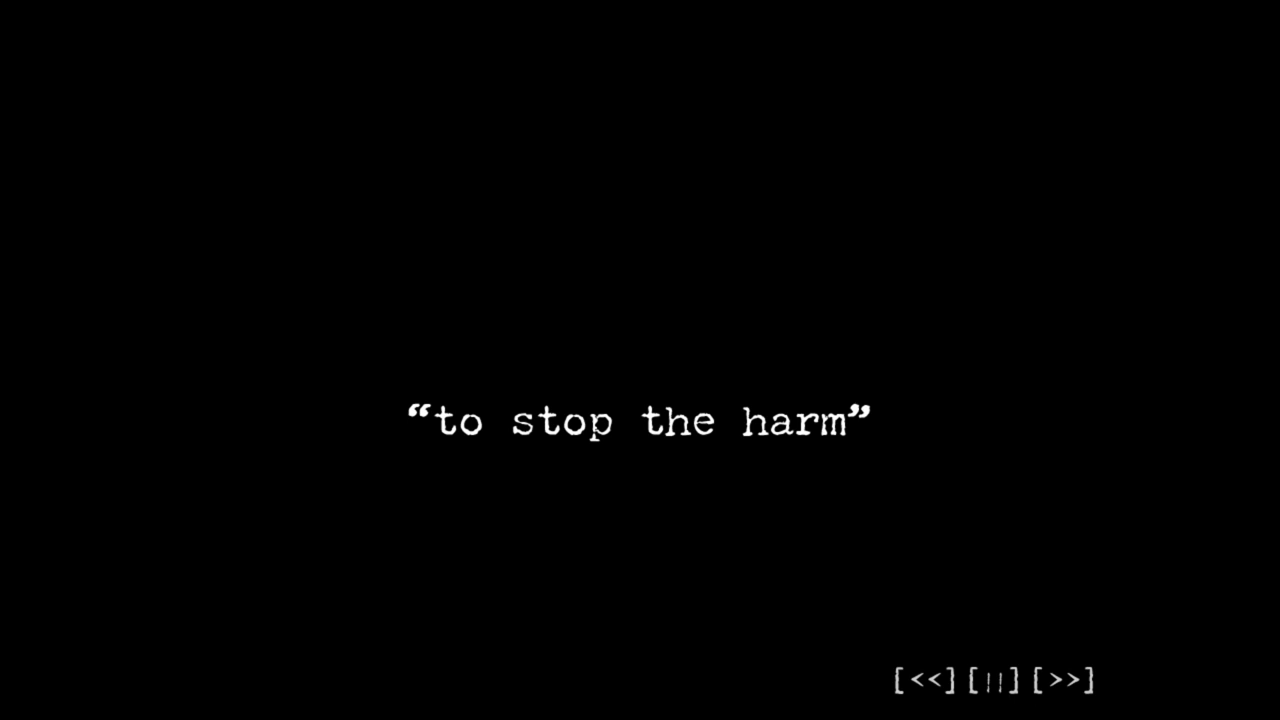 “to stop the harm”
[<<] [||] [>>]